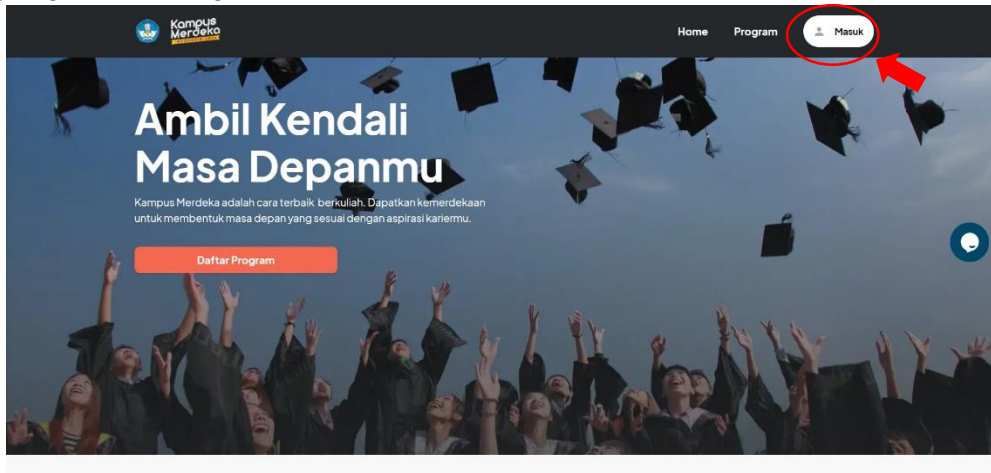 Kampus
Merdeka
Home
Program
Masuk
Ambil Kendali
Masa Depanmu
Kampus Merdeka adalah cara terbaik berkuliah. Dapatkan kemerdekaan
untuk membentuk masa depan yang sesuai dengan aspirasi kariermu.
Daftar Program